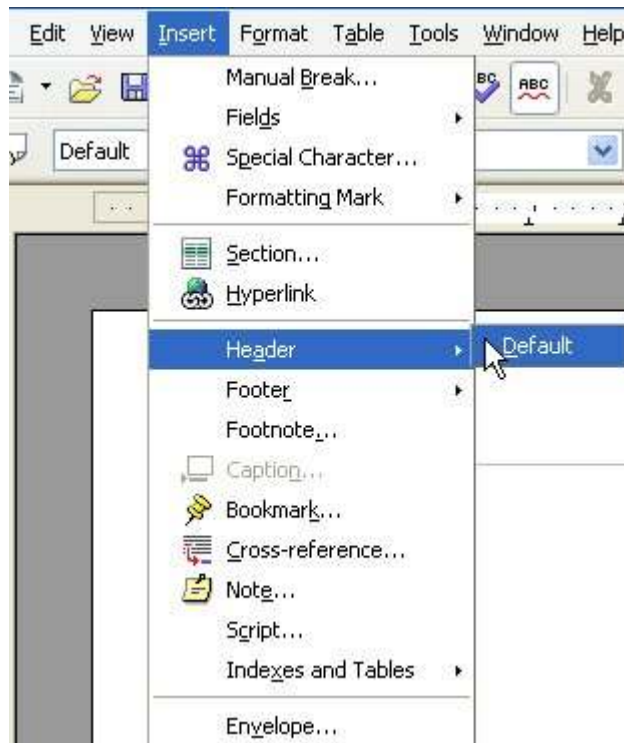 Edit View Insert Format Table Tools Window Help
Manual Break...
ABC
Fields
Default
Special Character...
Formatting Mark
Section...
Hyperlink
Header
Default
Footer
Footnote...
Caption...
Bookmark...
Cross-reference...
Note...
Script...
Indexes and Tables
Envelope...